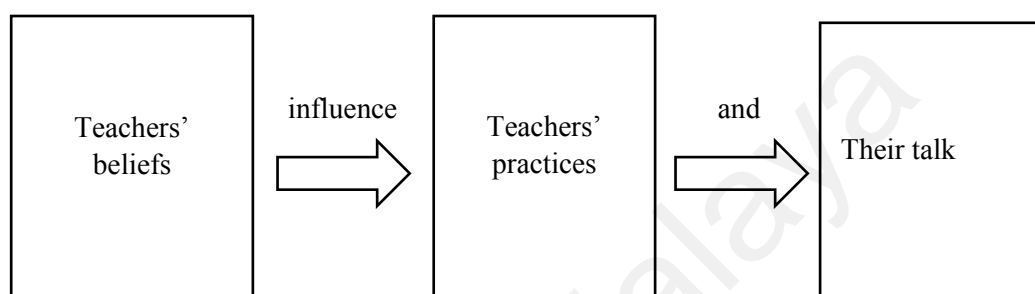 Teachers’
beliefs
influence
Teachers’
practices
and
Their talk